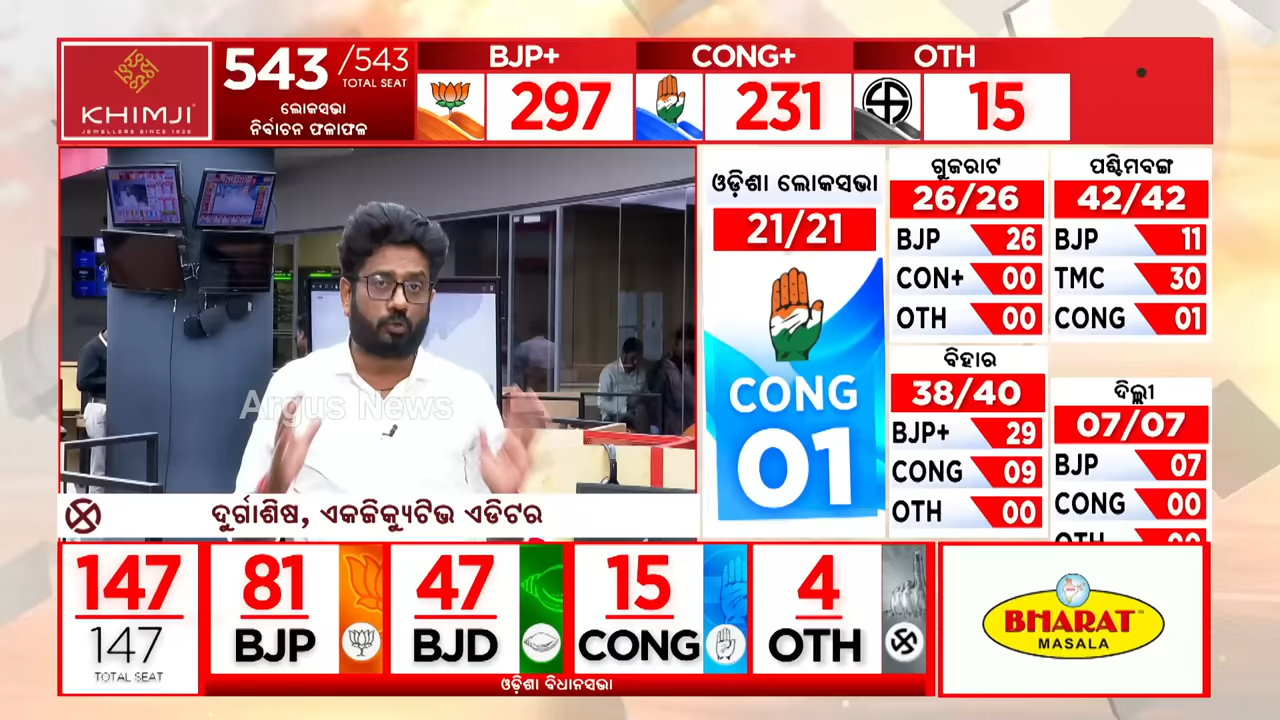 KHIMJI
JEWELLERS SINCE 1936
543 /543
TOTAL SEAT
ଲୋକସଭା
ନିର୍ବାଚନ ଫଳାଫଳ
BJP+
297
CONG+
231
OTH
15
Argus News
ଦୁର୍ଗାଶିଷ, ଏକଜିକ୍ୟୁଟିଭ ଏଡିଟର
ଓଡ଼ିଶା ଲୋକସଭା
21/21
CONG
01
ଗୁଜରାଟ
26/26
BJP 26
CON+ 00
OTH 00
ପଶ୍ଚିମବଙ୍ଗ
42/42
BJP 11
TMC 30
CONG 01
ବିହାର
38/40
BJP+ 29
CONG 09
OTH 00
ଦିଲ୍ଲୀ
07/07
BJP 07
CONG 00
OTH 00
147
147
TOTAL SEAT
81
BJP
47
BJD
15
CONG
4
OTH
ଓଡ଼ିଶା ବିଧାନସଭା
BHARAT
MASALA